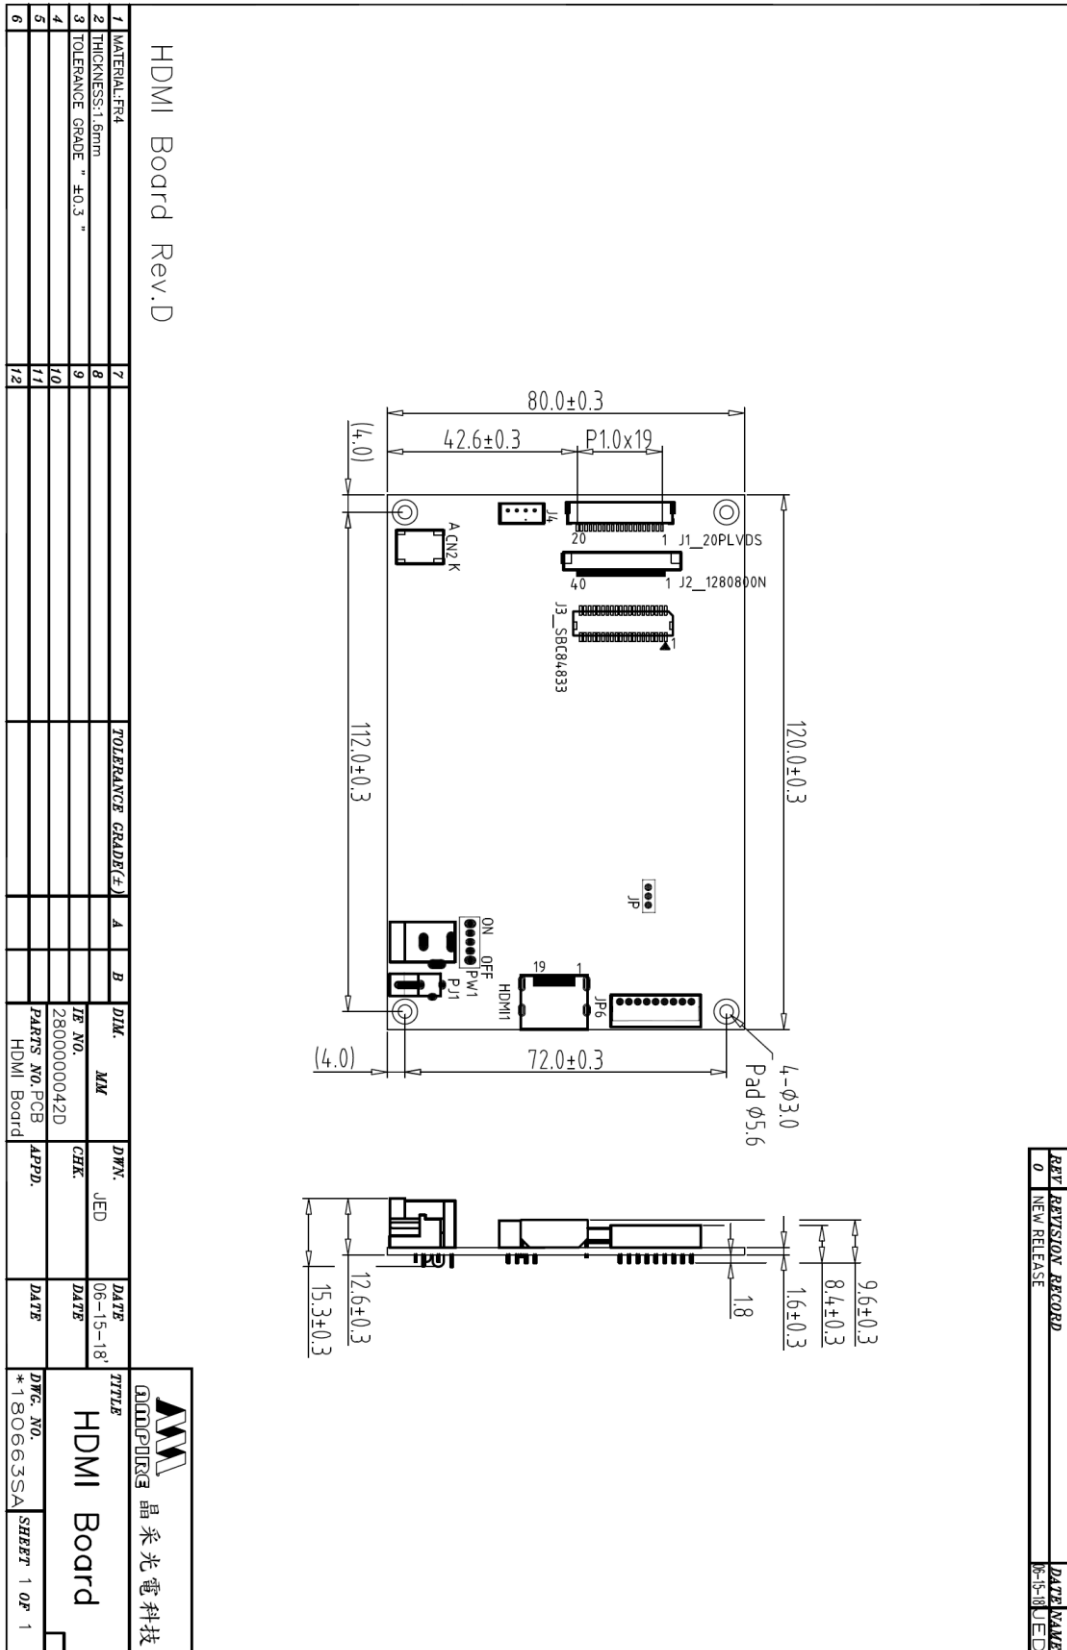 REV REVISION RECORD DATE NAME
0 NEW RELEASE 06-15-18' JED
120.0±0.3
112.0±0.3
80.0±0.3
42.6±0.3
P1.0x19
(4.0)
72.0±0.3
(4.0)
4-Ø3.0
Pad Ø5.6
J4
20 1 J1_20PLVDS
40 1 J2_1280800N
J3_SBC84833
1
A CN2 K
JP
ON OFF
PW1
PJ1
19 1
HDMI1
JP6
9.6±0.3
8.4±0.3
1.6±0.3
1.8
12.6±0.3
15.3±0.3
HDMI Board Rev.D
AMPIRE 晶采光電科技
1 MATERIAL:FR4 7 TOLERANCE GRADE(±) A B
2 THICKNESS:1.6mm 8
3 TOLERANCE GRADE " ±0.3 " 9
4 10
5 11
6 12
DIM. MM
DWN. JED
DATE 06-15-18'
TITLE
HDMI Board
IE NO.
2800000042D
CHK.
DATE
PARTS NO. PCB
HDMI Board
APPD.
DATE
DWG. NO.
*180663SA
SHEET 1 OF 1